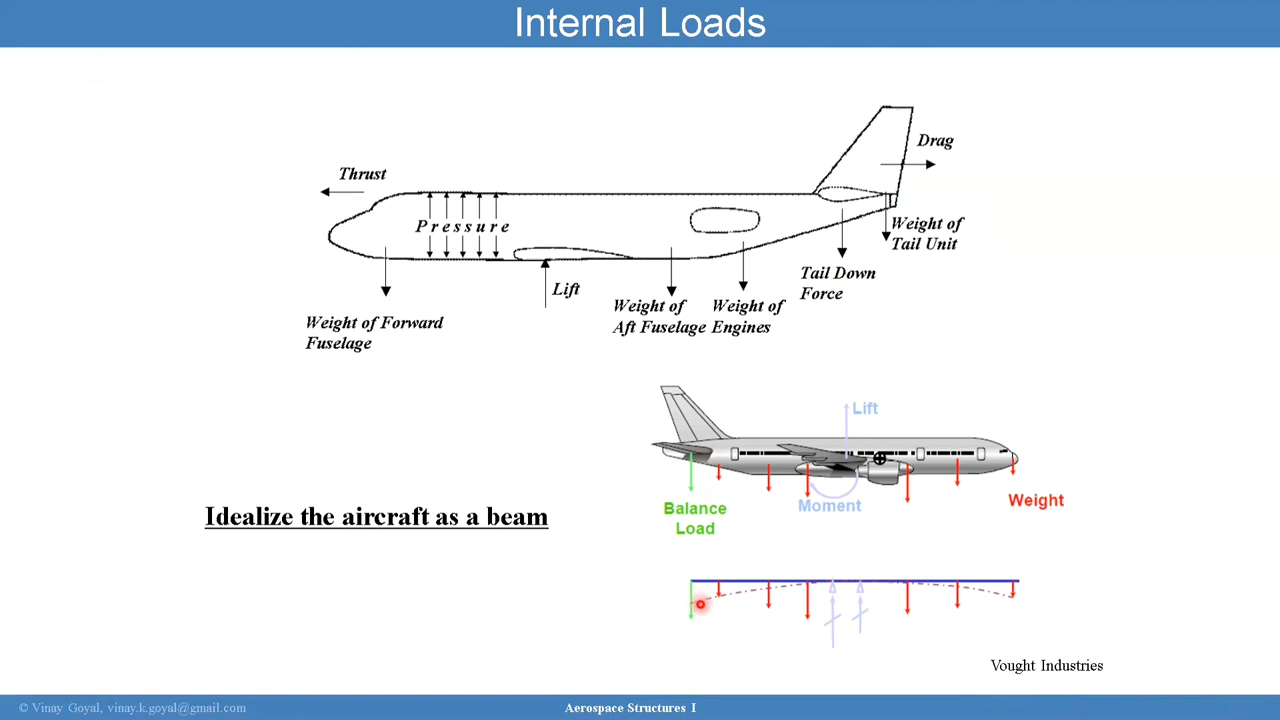 Internal Loads
Drag
Thrust
Pressure
Weight of
Tail Unit
Tail Down
Force
Lift
Weight of
Aft Fuselage
Weight of
Engines
Weight of Forward
Fuselage
Lift
Weight
Moment
Balance
Load
Idealize the aircraft as a beam
Vought Industries
© Vinay Goyal, vinay.k.goyal@gmail.com
Aerospace Structures I